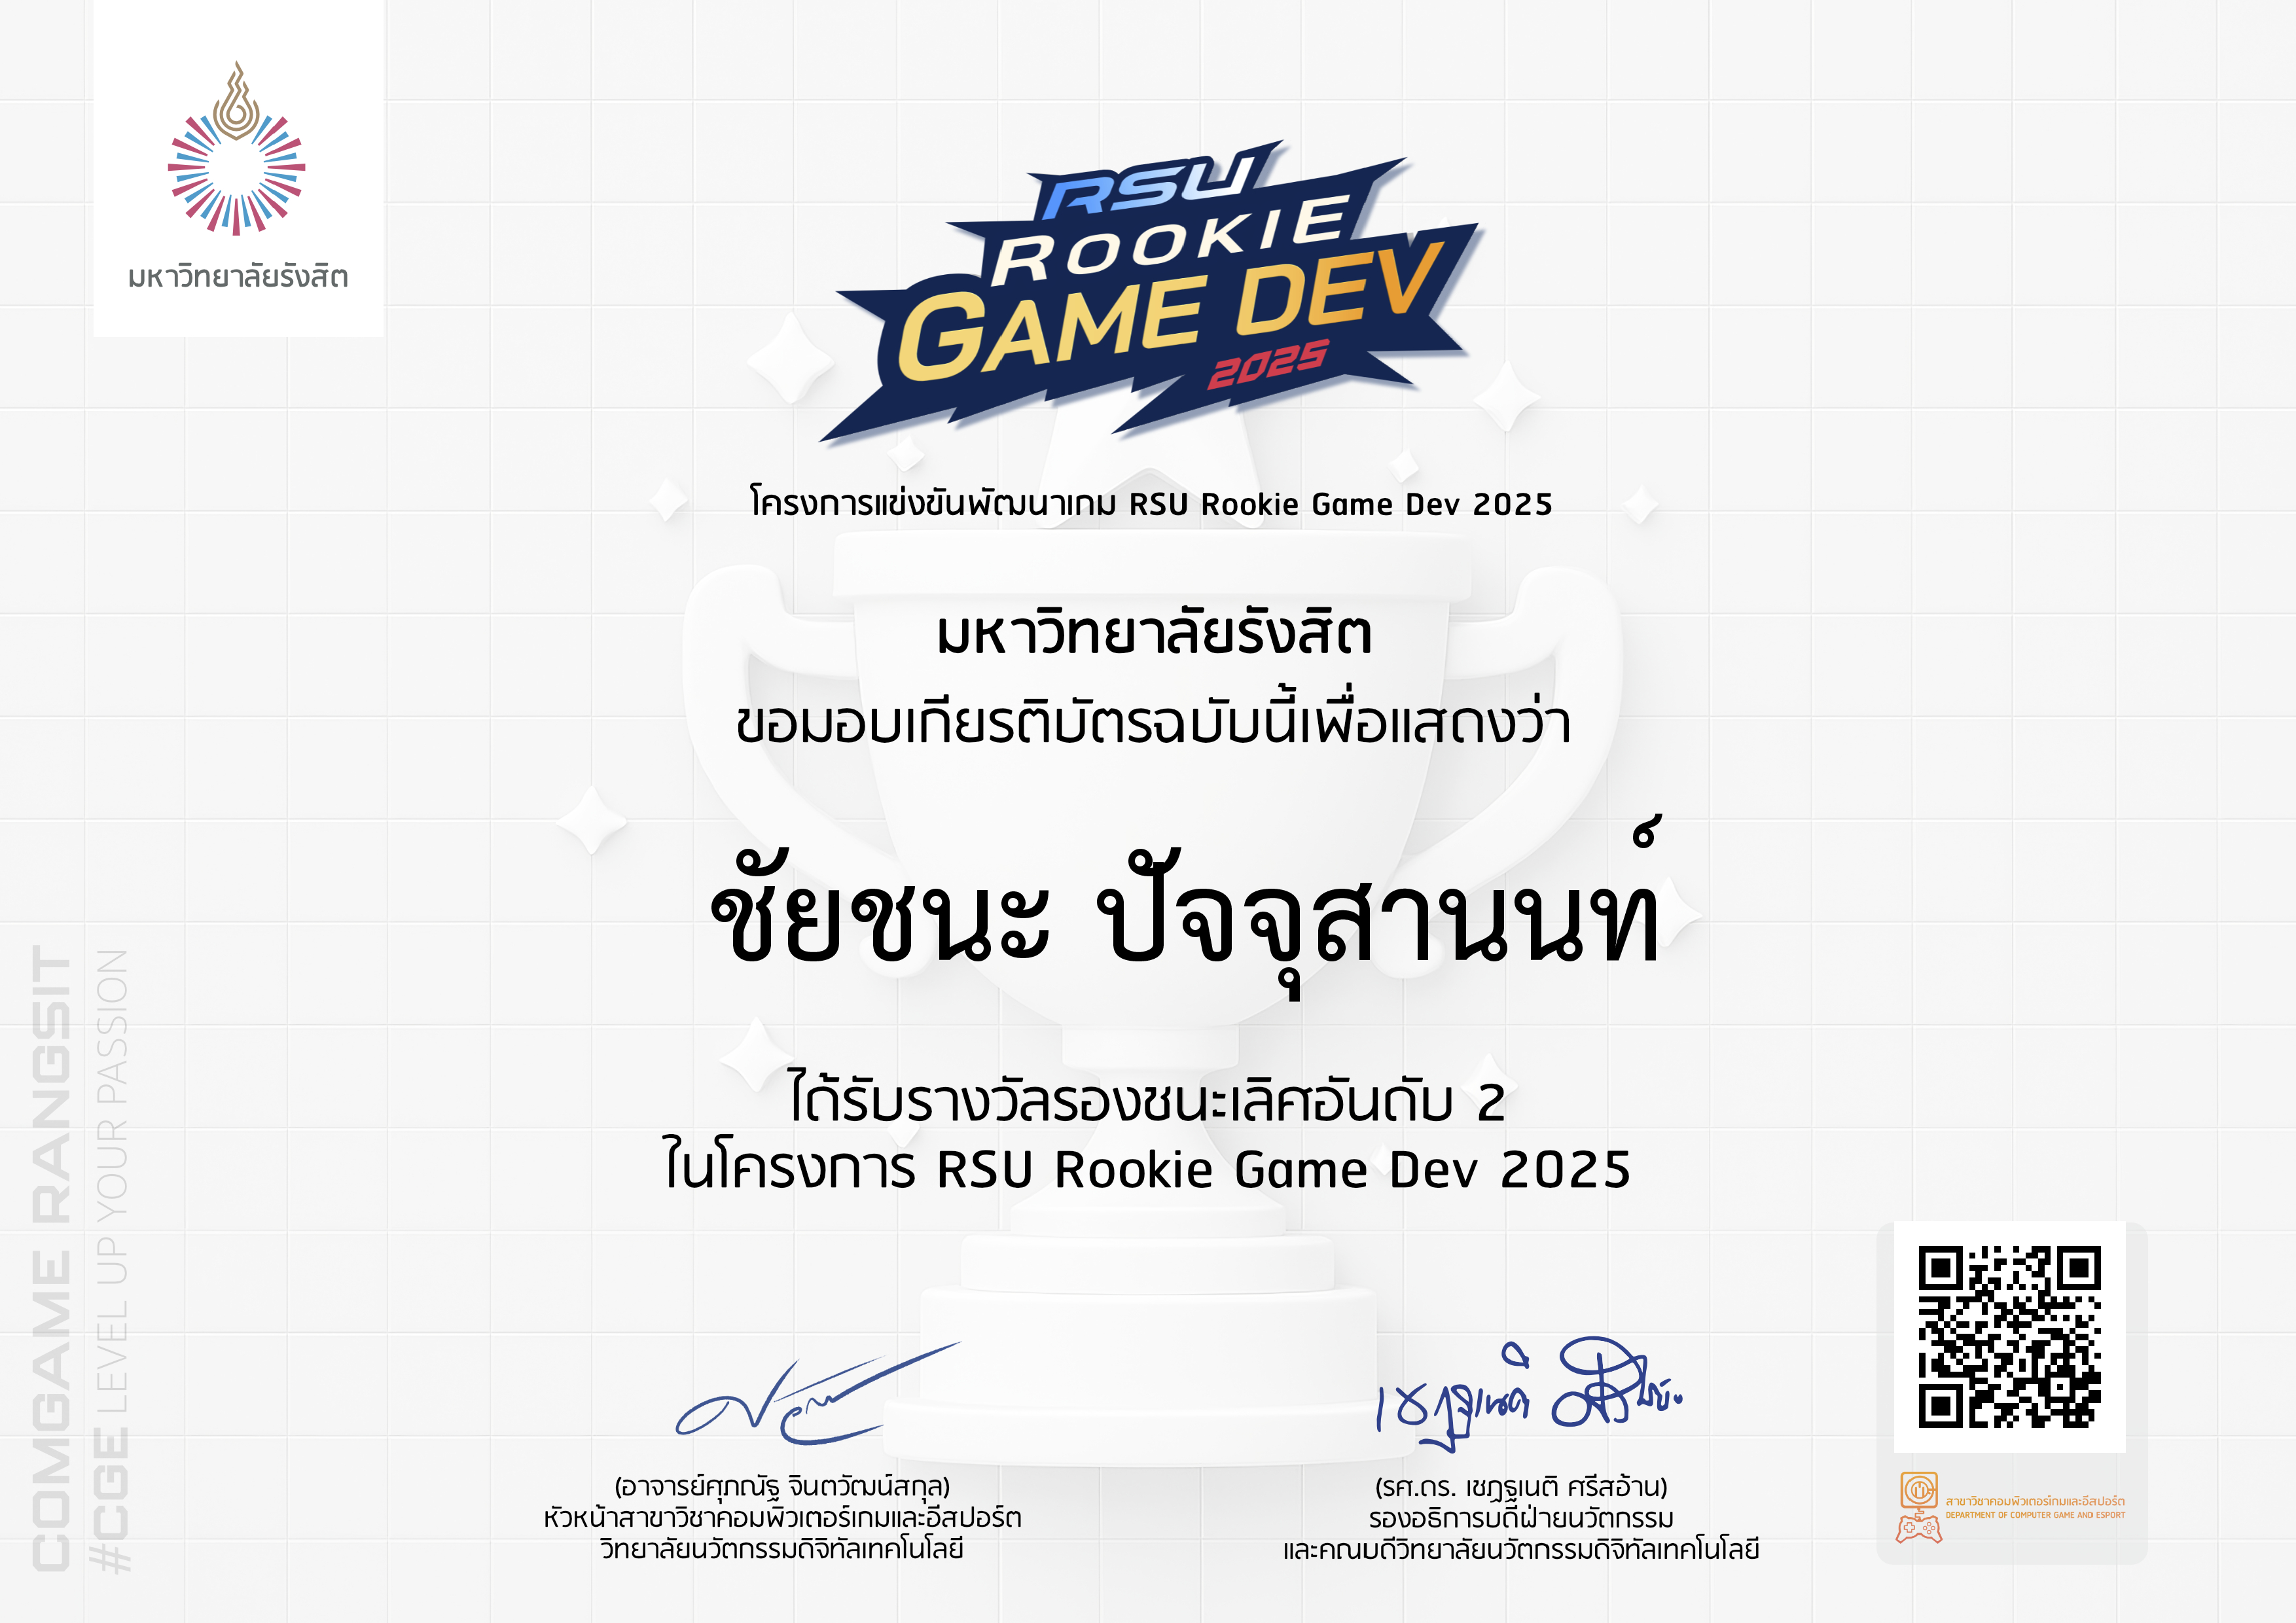 มหาวิทยาลัยรังสิต
RSU
ROOKIE
GAME DEV
2025
โครงการแข่งขันพัฒนาเกม RSU Rookie Game Dev 2025
มหาวิทยาลัยรังสิต
ขอมอบเกียรติบัตรฉบับนี้เพื่อแสดงว่า
ชัยชนะ ปัจจุสานนท์
ได้รับรางวัลรองชนะเลิศอันดับ 2
ในโครงการ RSU Rookie Game Dev 2025
COMGAME RANGSIT
#CGE LEVEL UP YOUR PASSION
(อาจารย์ศุภณัฐ จินตวัฒน์สกุล)
หัวหน้าสาขาวิชาคอมพิวเตอร์เกมและอีสปอร์ต
วิทยาลัยนวัตกรรมดิจิทัลเทคโนโลยี
(รศ.ดร. เชฏฐเนติ ศรีสอ้าน)
รองอธิการบดีฝ่ายนวัตกรรม
และคณบดีวิทยาลัยนวัตกรรมดิจิทัลเทคโนโลยี
สาขาวิชาคอมพิวเตอร์เกมและอีสปอร์ต
DEPARTMENT OF COMPUTER GAME AND ESPORT